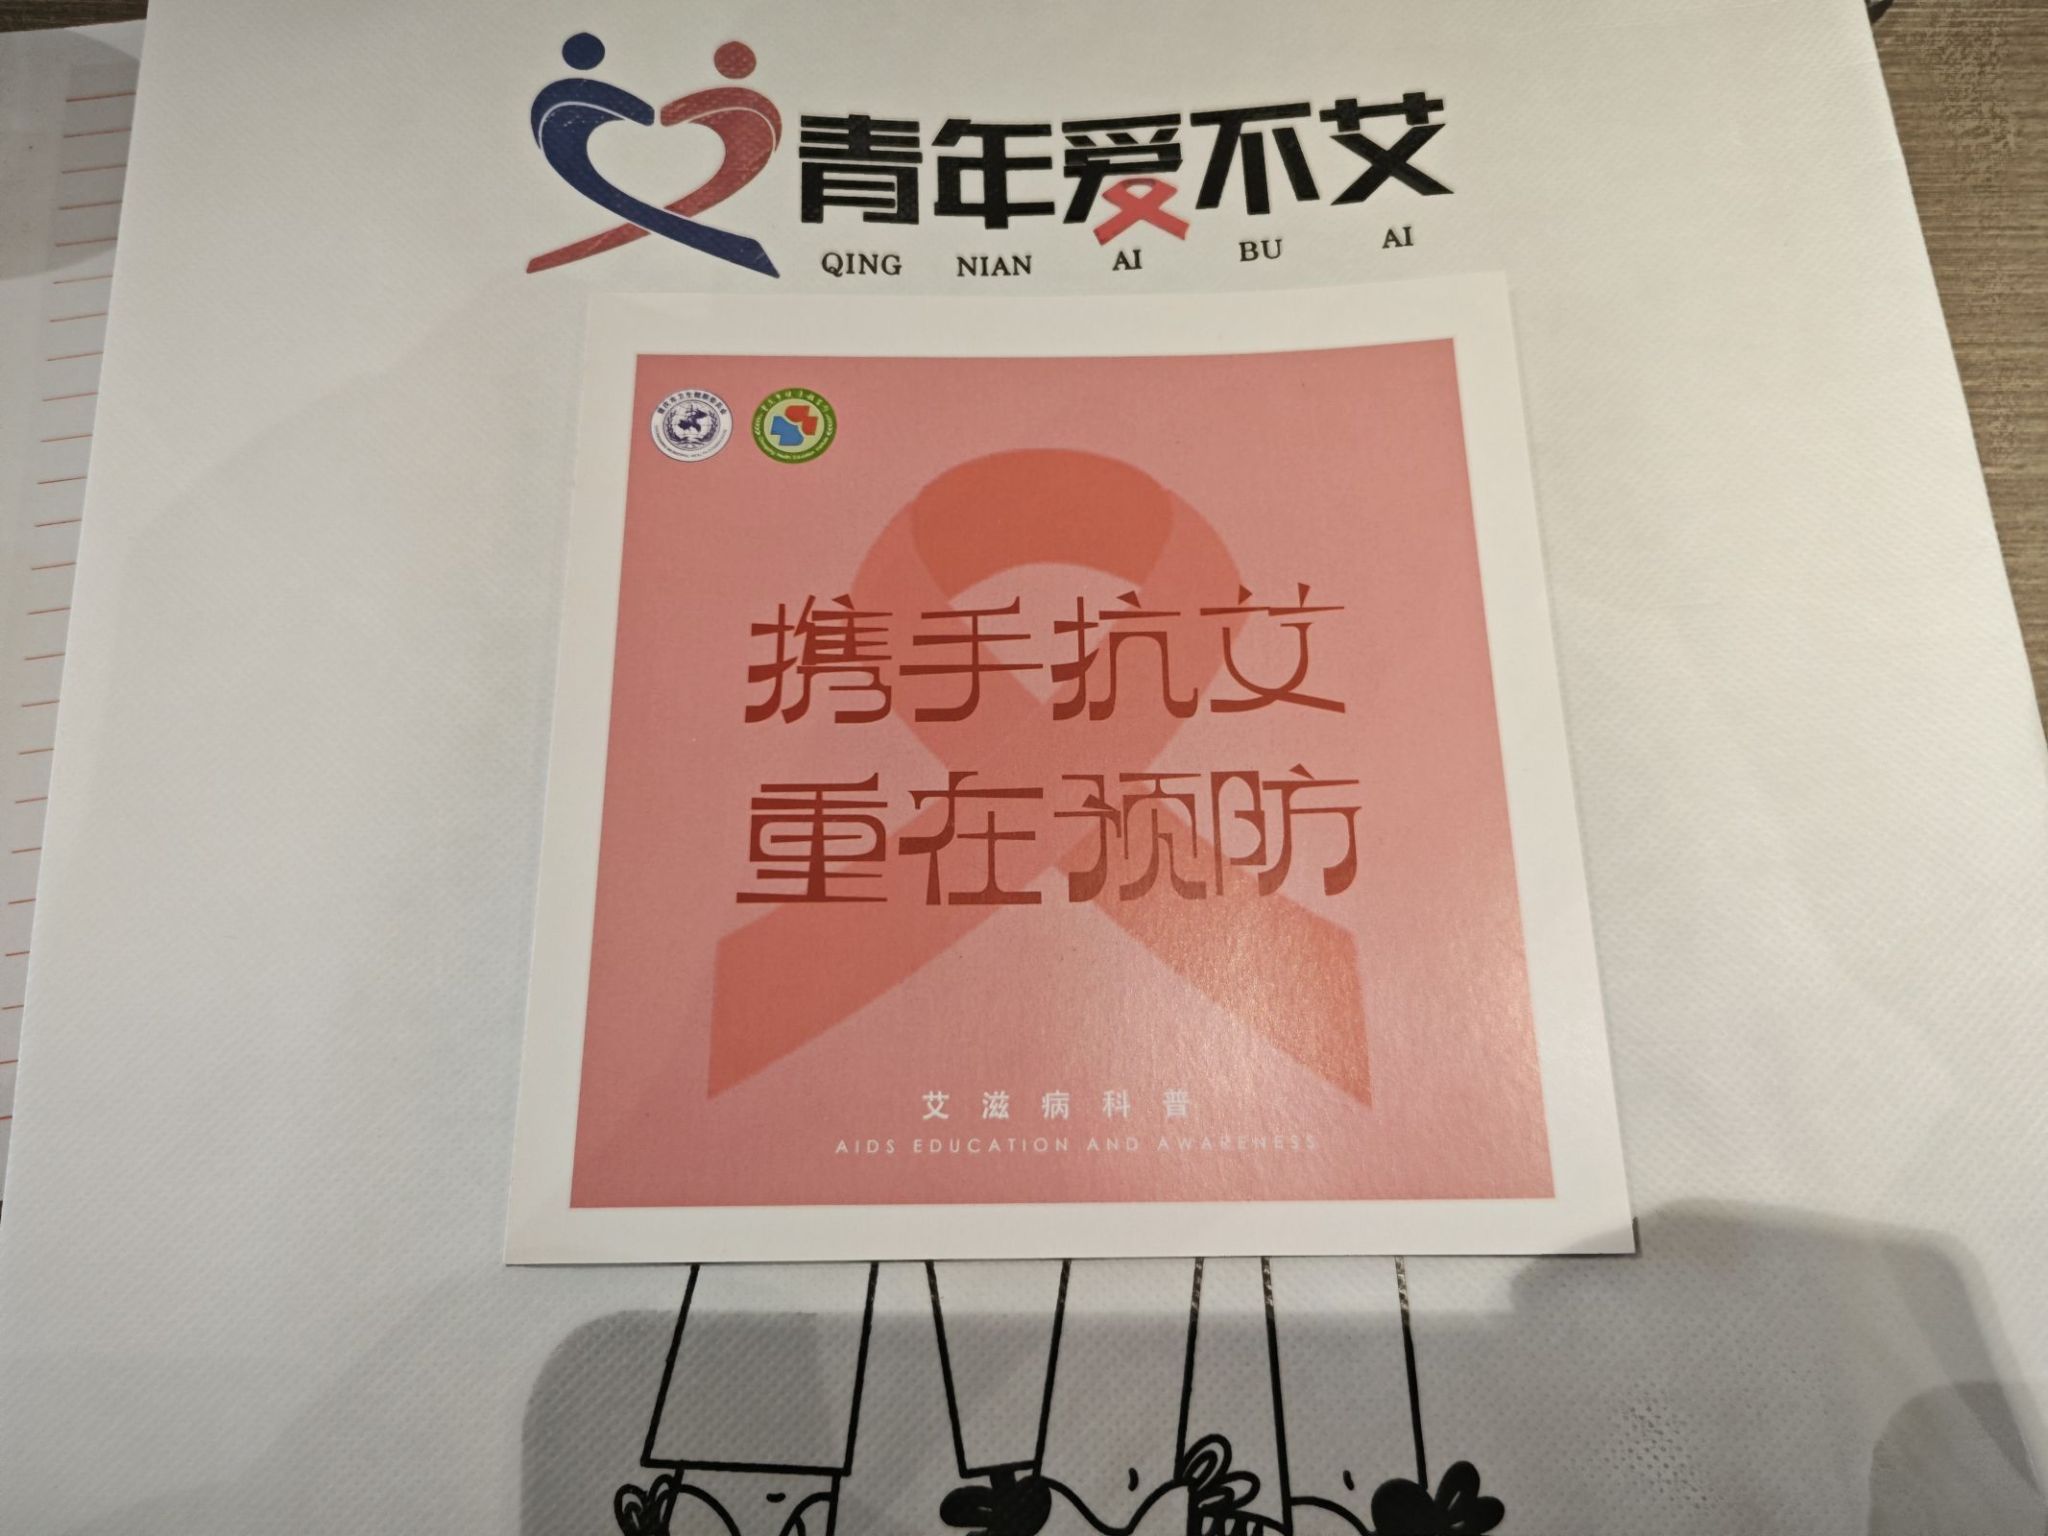 青年爱不艾
QING NIAN AI BU AI
携手抗艾
重在预防
艾滋病科普
AIDS EDUCATION AND AWARENESS